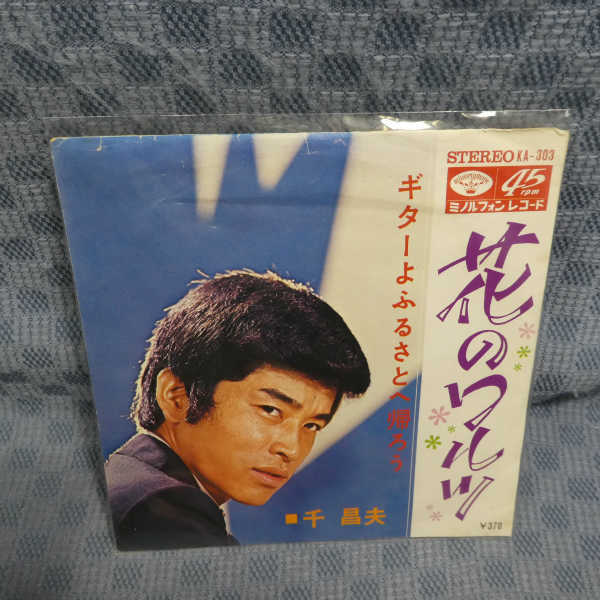 STEREO KA-303
45 rpm
ミノルフォン レコード
花のワルツ
ギターよふるさとへ帰ろう
■千 昌夫
¥370